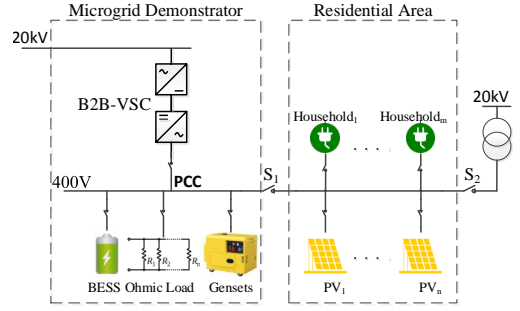 Microgrid Demonstrator
Residential Area
20kV
B2B-VSC
Household1
Householdm
20kV
. . .
400V
PCC
S1
S2
R1
R2
Rn
BESS
Ohmic Load
Gensets
. . .
PV1
PVn